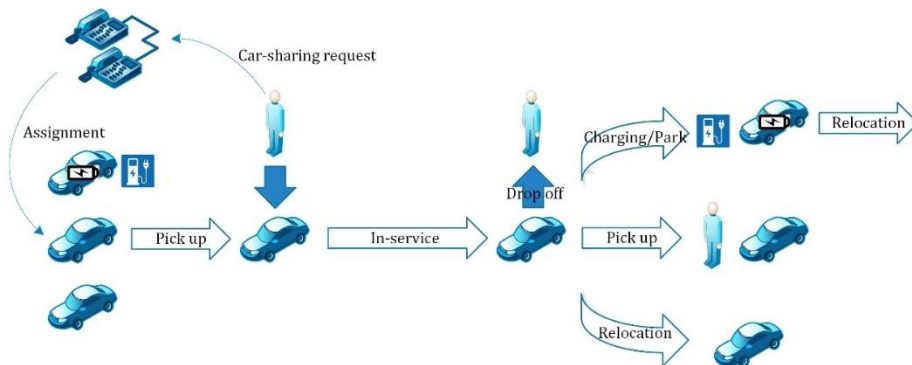 Car-sharing request
Assignment
Charging/Park
Relocation
Drop off
Pick up
In-service
Pick up
Relocation